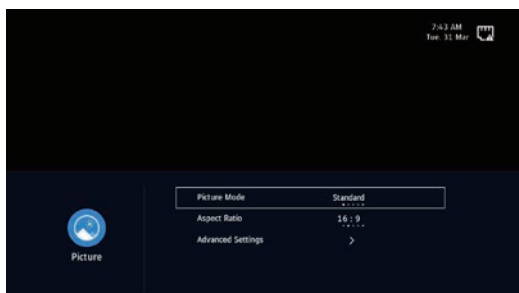 7:43 AM
Tue. 31 Mar
Picture Mode Standard
Aspect Ratio 16 : 9
Advanced Settings >
Picture